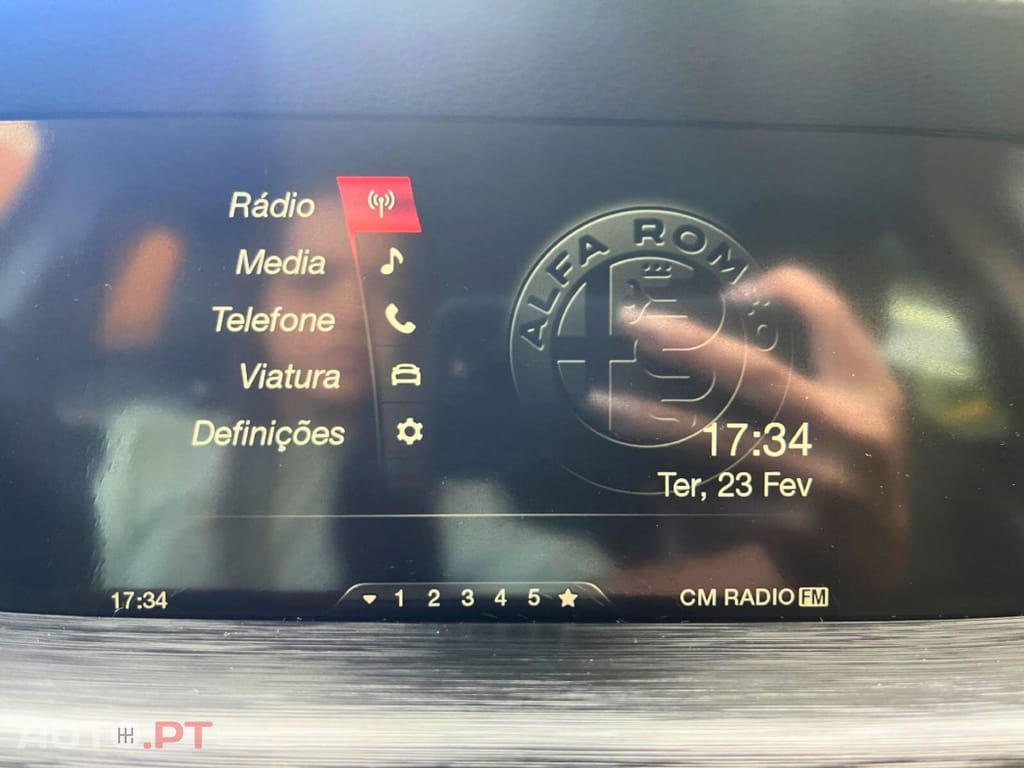 Rádio
Media
Telefone
Viatura
Definições
ALFA ROMEO
17:34
Ter, 23 Fev
17:34
1 2 3 4 5
CM RADIO FM
AUTO.PT